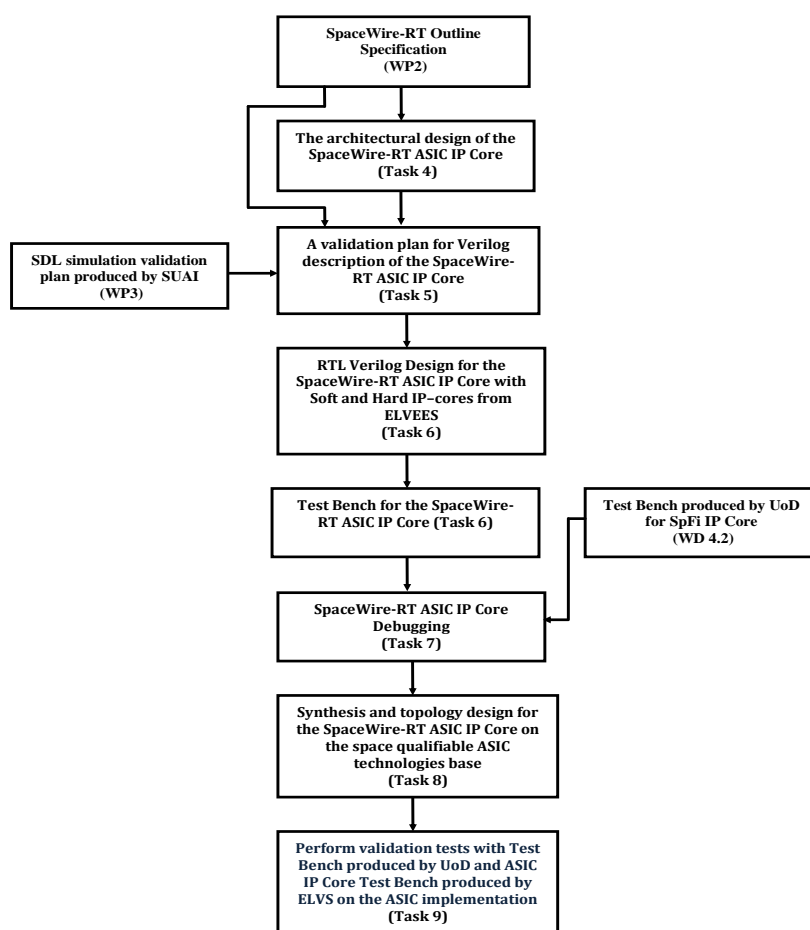 SpaceWire-RT Outline
Specification
(WP2)
The architectural design of the
SpaceWire-RT ASIC IP Core
(Task 4)
SDL simulation validation
plan produced by SUAI
(WP3)
A validation plan for Verilog
description of the SpaceWire-
RT ASIC IP Core
(Task 5)
RTL Verilog Design for the
SpaceWire-RT ASIC IP Core with
Soft and Hard IP–cores from
ELVEES
(Task 6)
Test Bench for the SpaceWire-
RT ASIC IP Core (Task 6)
Test Bench produced by UoD
for SpFi IP Core
(WD 4.2)
SpaceWire-RT ASIC IP Core
Debugging
(Task 7)
Synthesis and topology design for
the SpaceWire-RT ASIC IP Core on
the space qualifiable ASIC
technologies base
(Task 8)
Perform validation tests with Test
Bench produced by UoD and ASIC
IP Core Test Bench produced by
ELVS on the ASIC implementation
(Task 9)